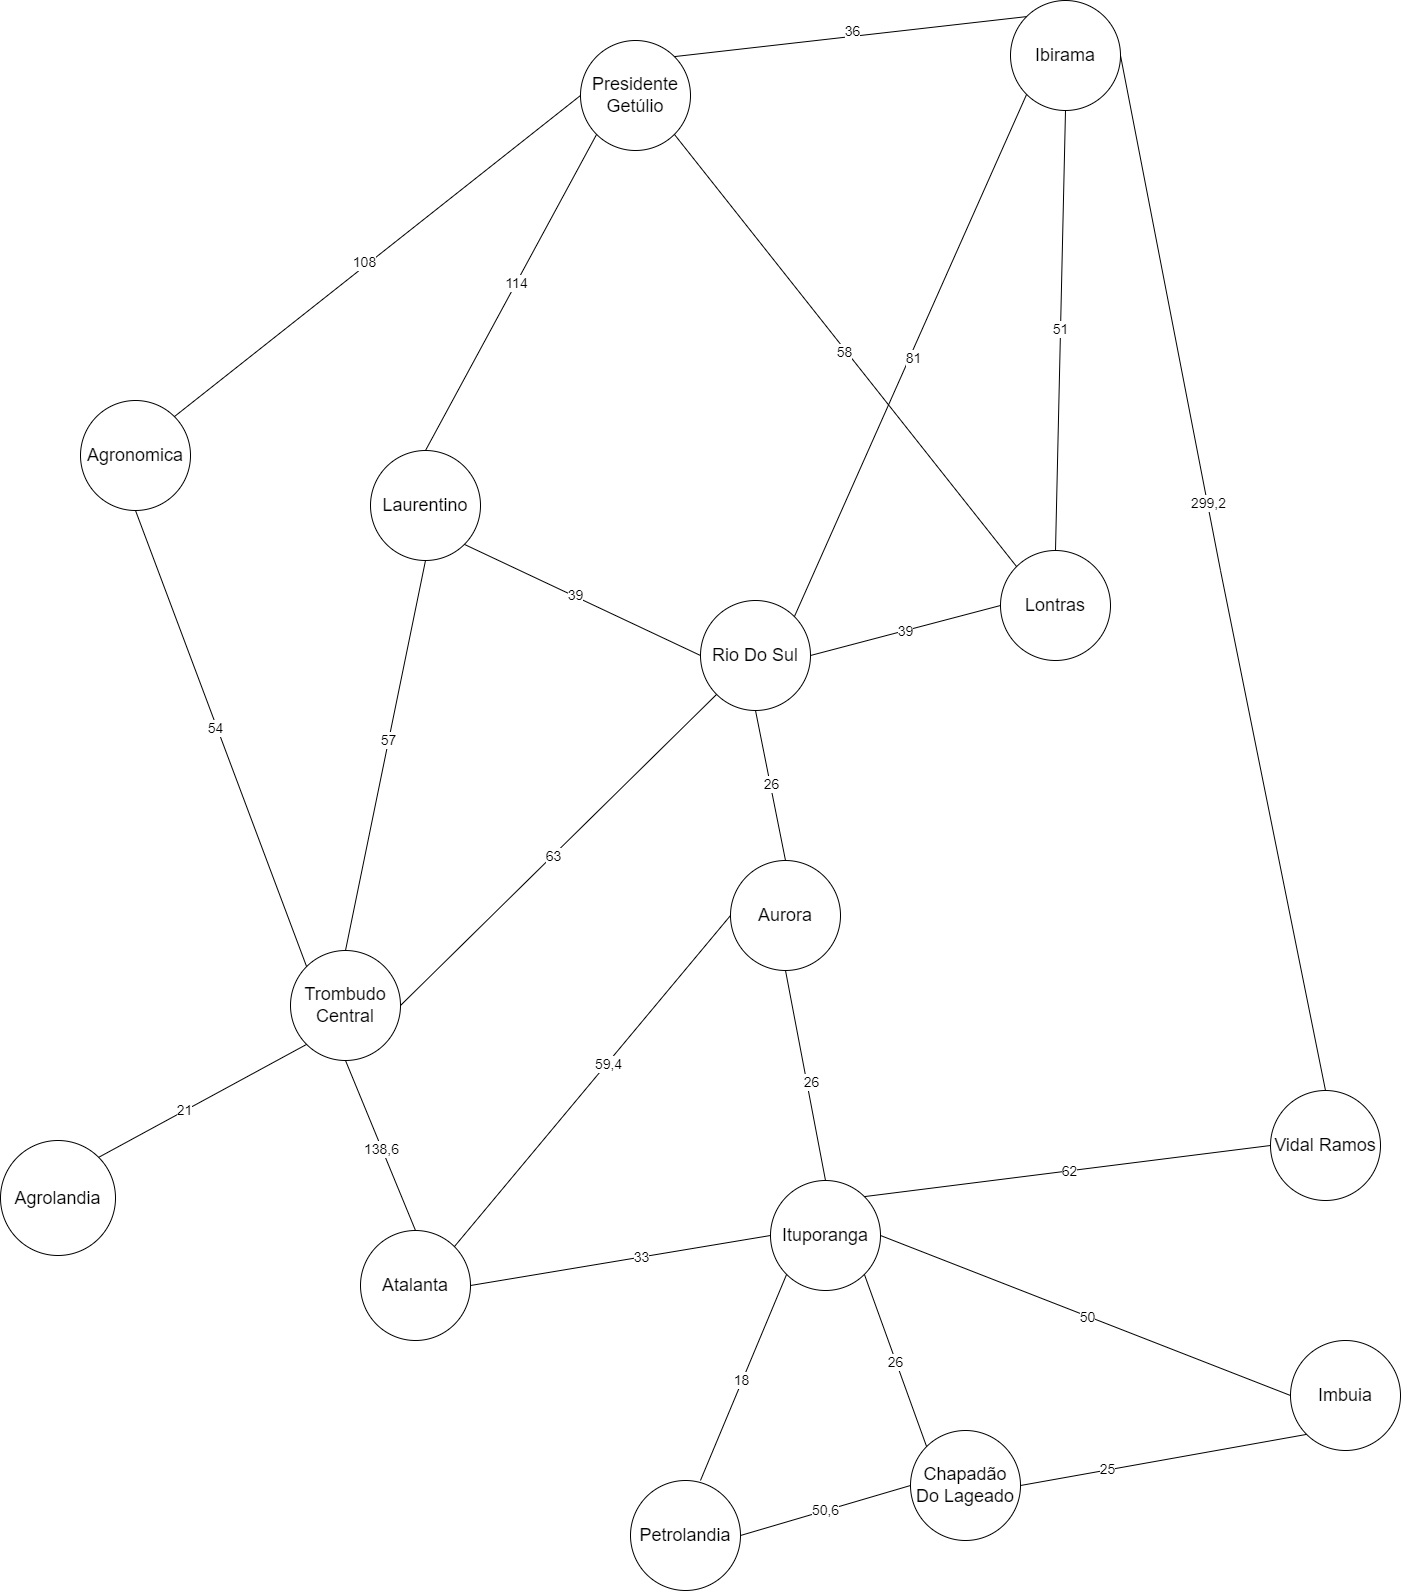 36
Ibirama
Presidente
Getúlio
108
114
58
81
51
Agronomica
Laurentino
299,2
39
Lontras
39
Rio Do Sul
54
57
26
63
Aurora
Trombudo
Central
59,4
26
21
138,6
Vidal Ramos
62
Agrolandia
Ituporanga
33
Atalanta
50
18
26
Imbuia
25
Chapadão
Do Lageado
50,6
Petrolandia